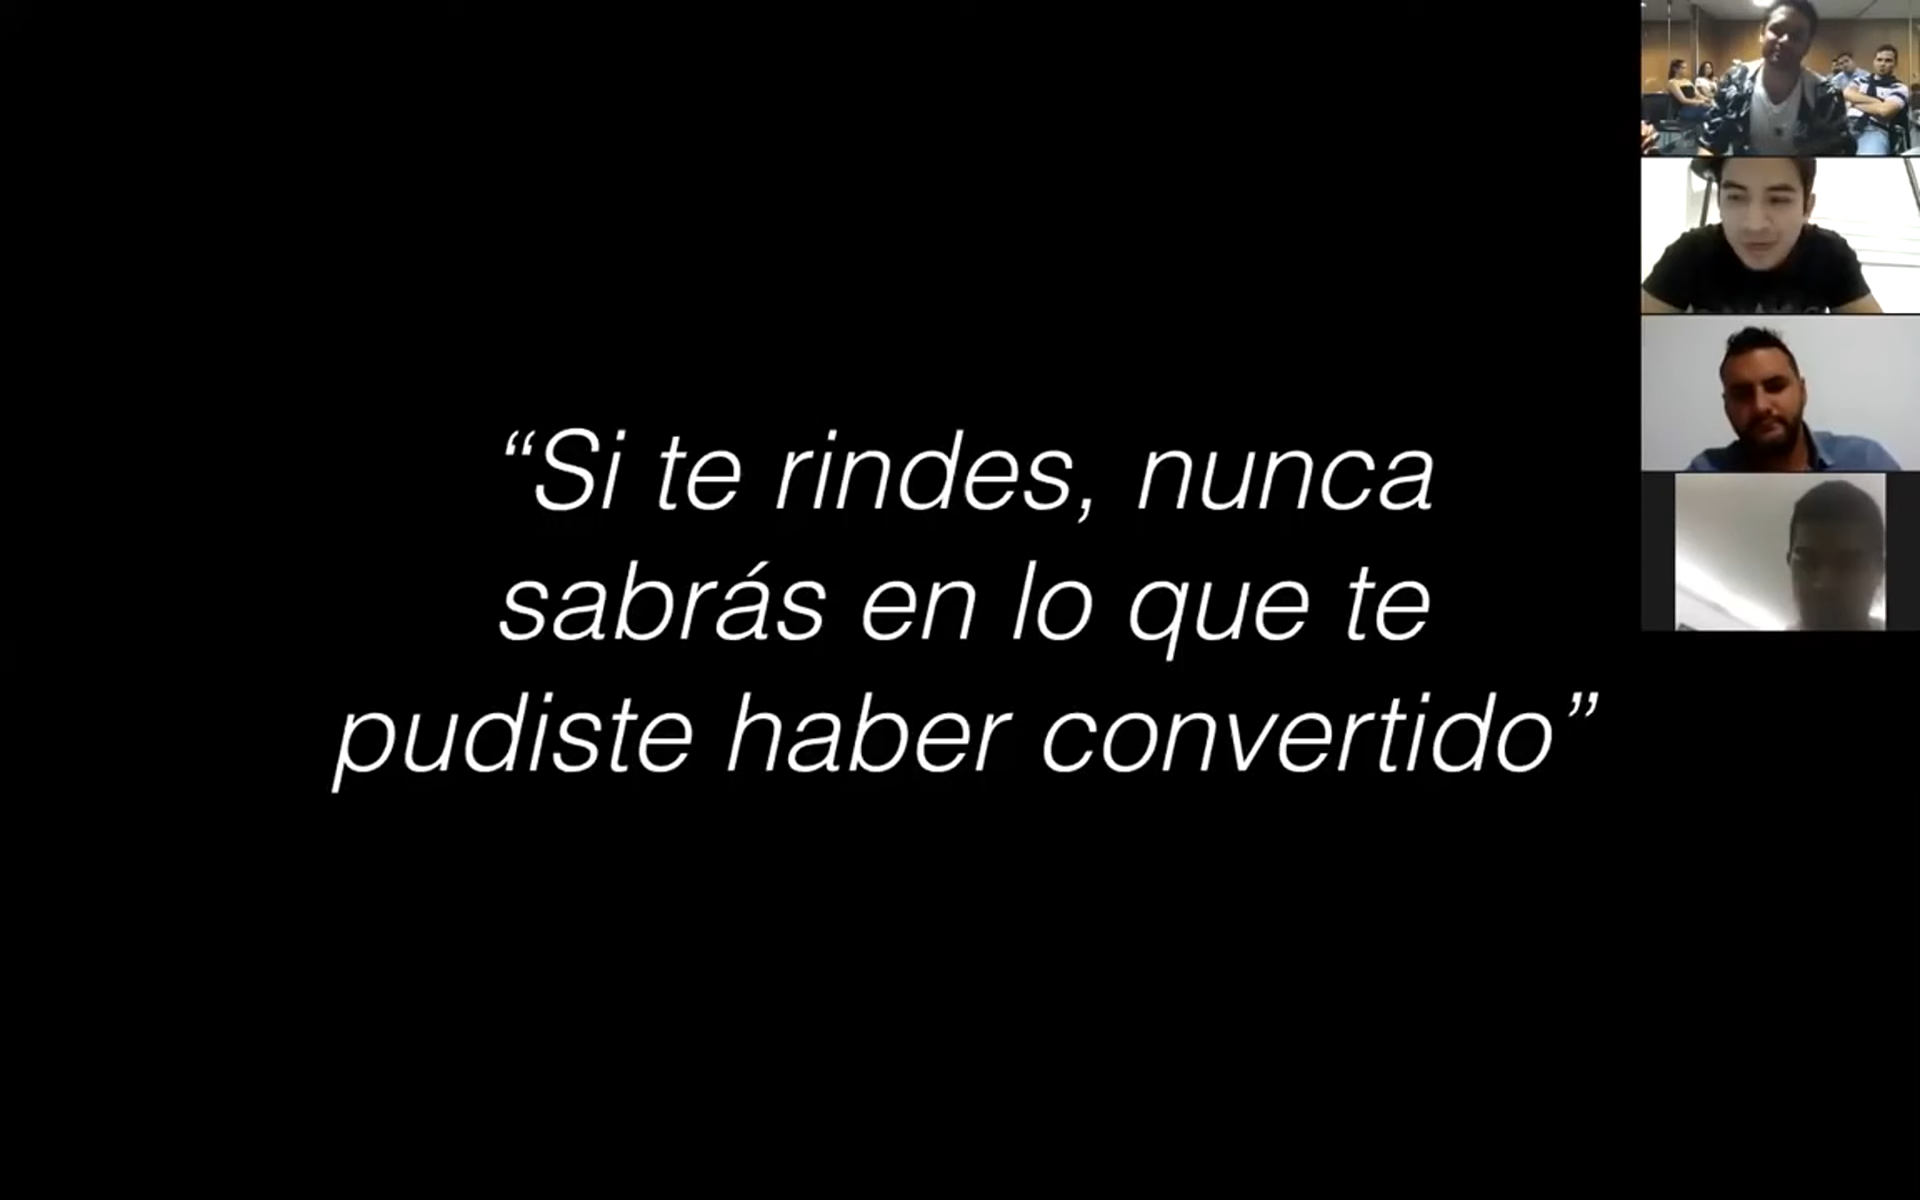 “Si te rindes, nunca
sabrás en lo que te
pudiste haber convertido”